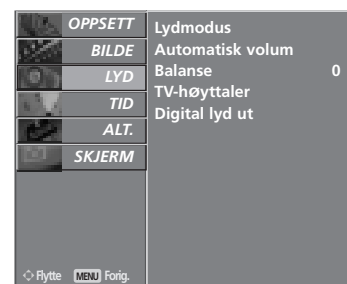 OPPSETT
BILDE
LYD
TID
ALT.
SKJERM
Lydmodus
Automatisk volum
Balanse 0
TV-høyttaler
Digital lyd ut
Flytte MENU Forig.